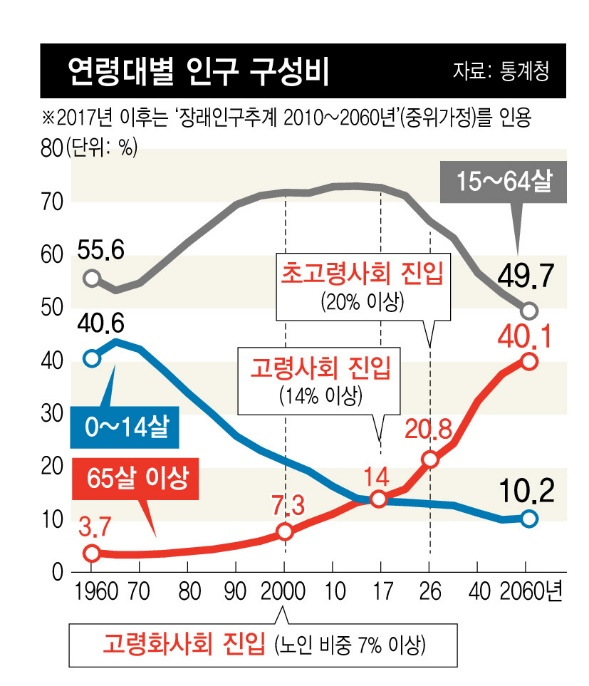 연령대별 인구 구성비
자료: 통계청
※2017년 이후는 ‘장래인구추계 2010~2060년’(중위가정)를 인용
80 (단위: %)
70
60
50
40
30
20
10
0
15~64살
55.6
49.7
초고령사회 진입
(20% 이상)
40.6
40.1
고령사회 진입
(14% 이상)
0~14살
20.8
65살 이상
14
10.2
7.3
3.7
1960 70 80 90 2000 10 17 26 40 2060년
고령화사회 진입 (노인 비중 7% 이상)